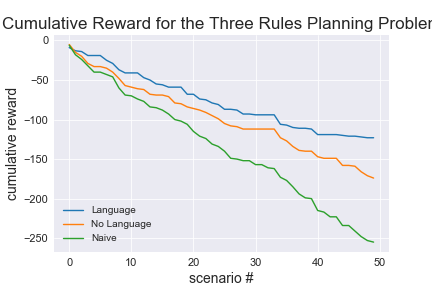 Cumulative Reward for the Three Rules Planning Problem
0
−50
−100
−150
−200
−250
cumulative reward
Language
No Language
Naive
0 10 20 30 40 50
scenario #